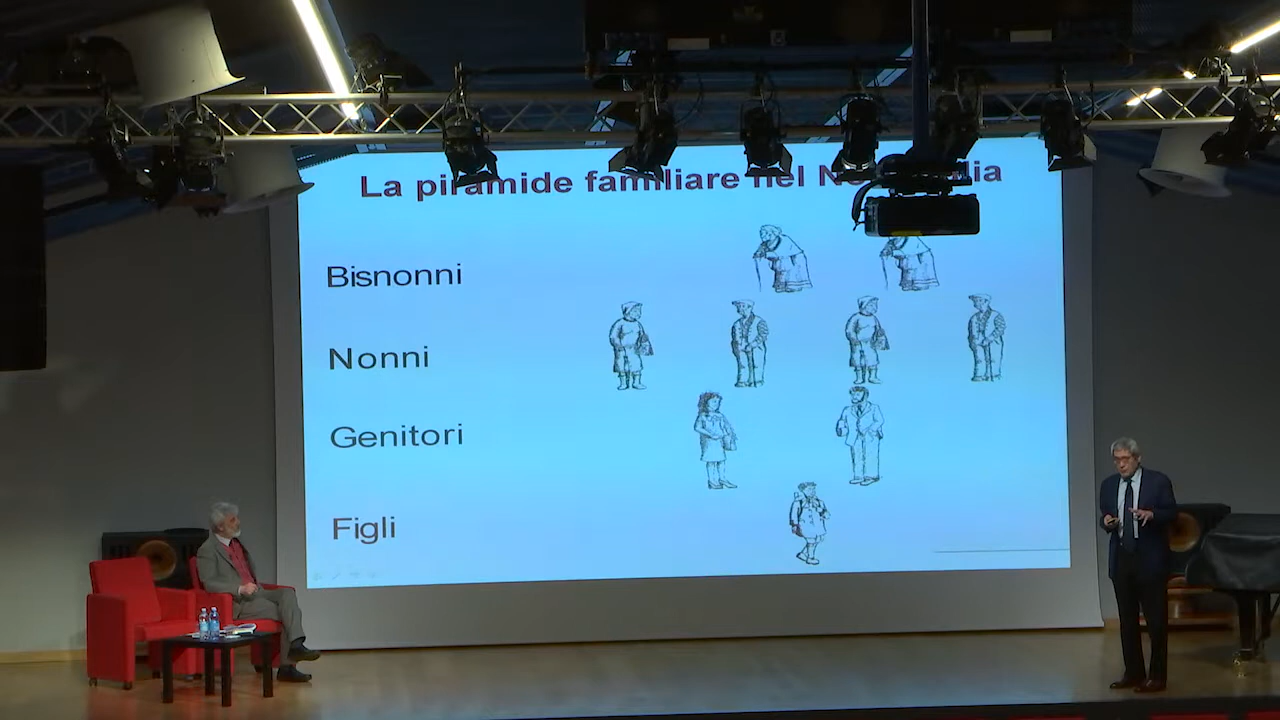 La piramide familiare nel
Bisnonni
Nonni
Genitori
Figli